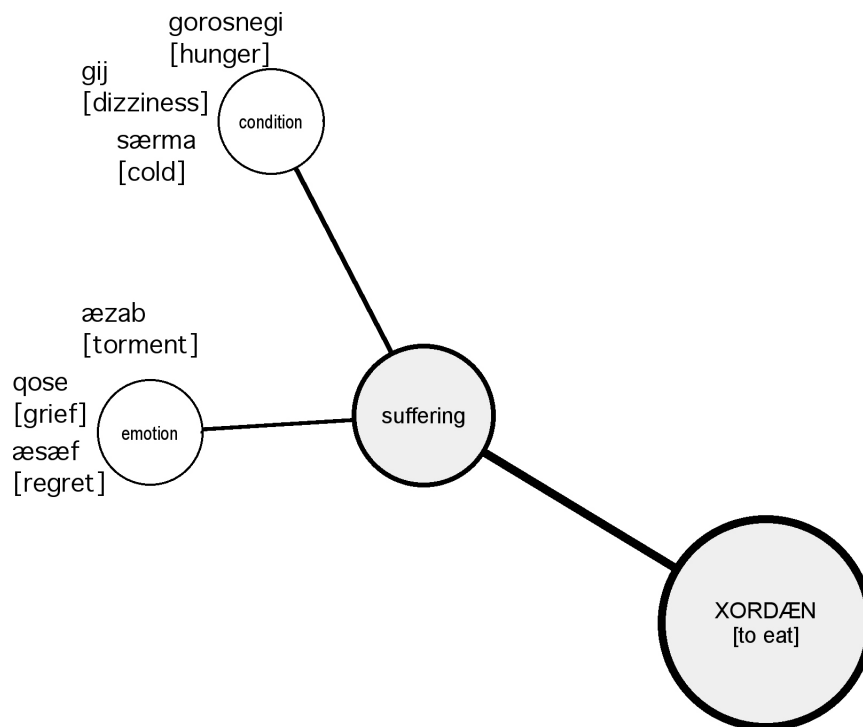 gorosnegi
[hunger]
gij
[dizziness]
særma
[cold]
condition
æzab
[torment]
qose
[grief]
æsæf
[regret]
emotion
suffering
XORDÆN
[to eat]